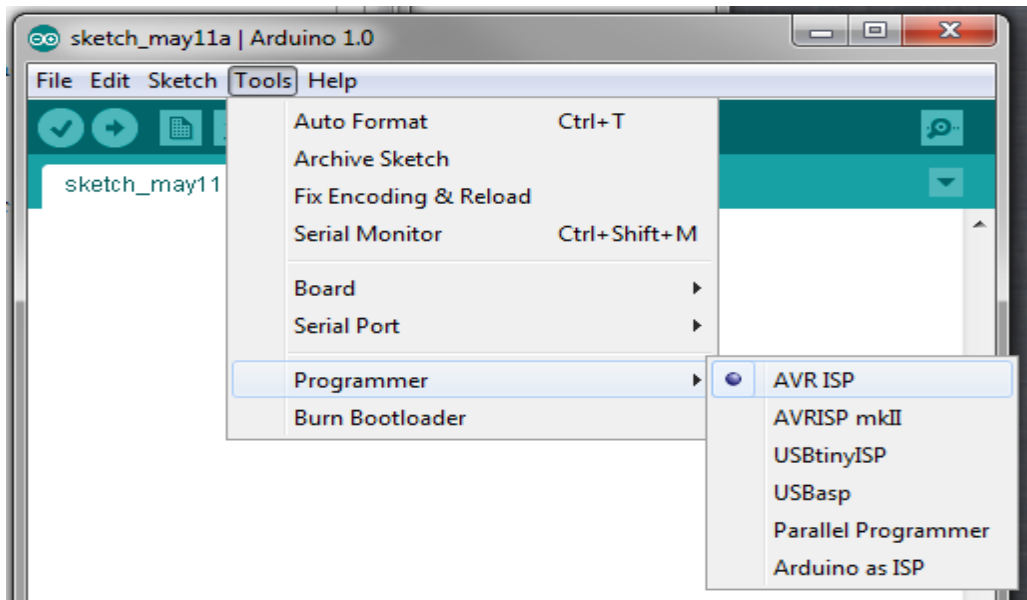 sketch_may11a | Arduino 1.0
File Edit Sketch Tools Help
Auto Format Ctrl+T
Archive Sketch
sketch_may11
Fix Encoding & Reload
Serial Monitor Ctrl+Shift+M
Board
Serial Port
Programmer
Burn Bootloader
AVR ISP
AVRISP mkII
USBtinyISP
USBasp
Parallel Programmer
Arduino as ISP